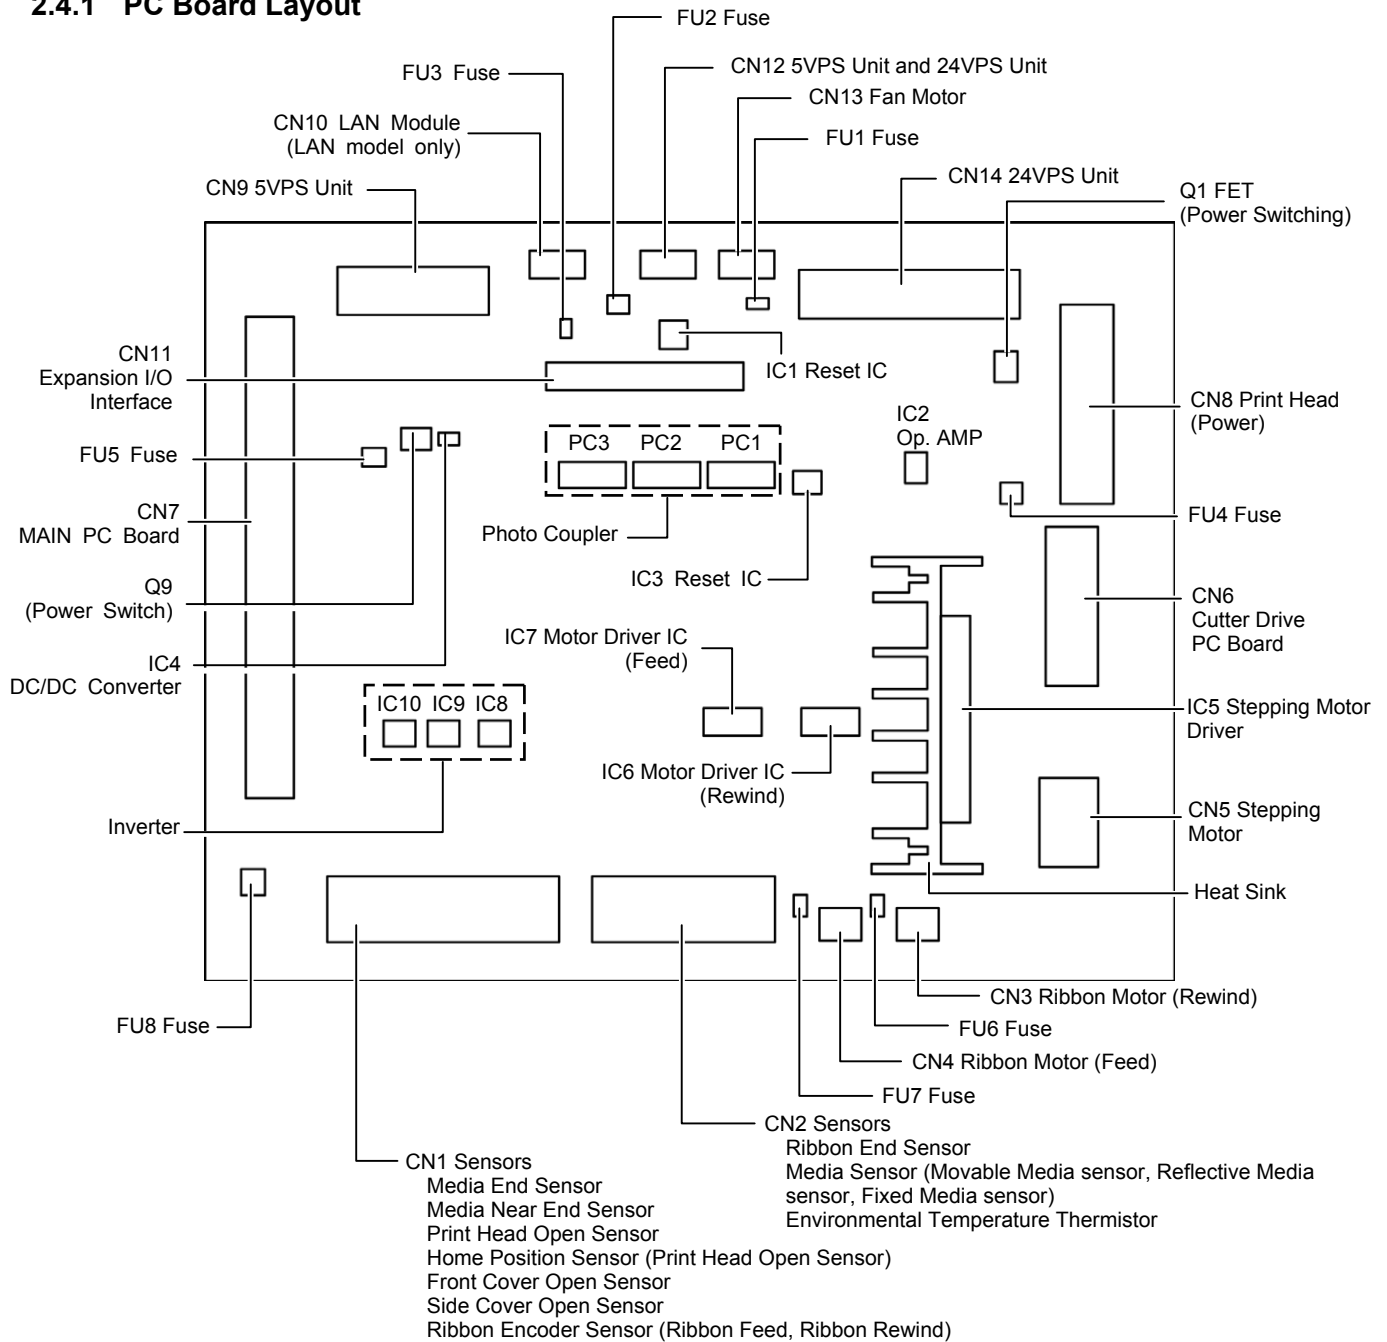 2.4.1 PC Board Layout
FU2 Fuse
FU3 Fuse
CN12 5VPS Unit and 24VPS Unit
CN13 Fan Motor
CN10 LAN Module
(LAN model only)
FU1 Fuse
CN9 5VPS Unit
CN14 24VPS Unit
Q1 FET
(Power Switching)
CN11
Expansion I/O
Interface
IC1 Reset IC
CN8 Print Head
(Power)
IC2
Op. AMP
FU5 Fuse
PC3 PC2 PC1
CN7
MAIN PC Board
Photo Coupler
FU4 Fuse
IC3 Reset IC
Q9
(Power Switch)
CN6
Cutter Drive
PC Board
IC7 Motor Driver IC
(Feed)
IC4
DC/DC Converter
IC10 IC9 IC8
IC5 Stepping Motor
Driver
IC6 Motor Driver IC
(Rewind)
Inverter
CN5 Stepping
Motor
Heat Sink
CN3 Ribbon Motor (Rewind)
FU8 Fuse
FU6 Fuse
CN4 Ribbon Motor (Feed)
FU7 Fuse
CN2 Sensors
Ribbon End Sensor
Media Sensor (Movable Media sensor, Reflective Media
sensor, Fixed Media sensor)
Environmental Temperature Thermistor
CN1 Sensors
Media End Sensor
Media Near End Sensor
Print Head Open Sensor
Home Position Sensor (Print Head Open Sensor)
Front Cover Open Sensor
Side Cover Open Sensor
Ribbon Encoder Sensor (Ribbon Feed, Ribbon Rewind)